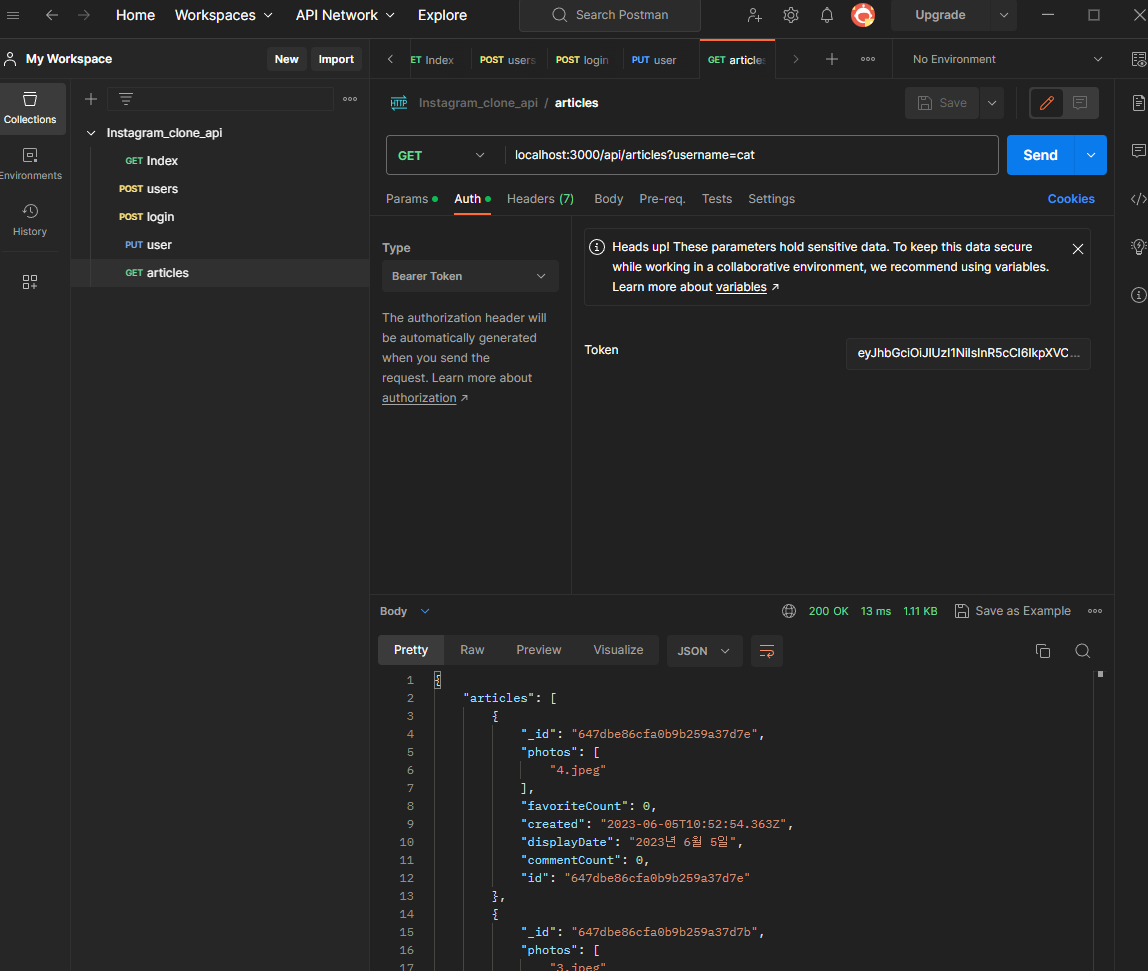 Home Workspaces API Network Explore Search Postman Upgrade
My Workspace New Import ET Index POST users POST login PUT user GET articles No Environment
Collections
Environments
History
Instagram_clone_api
GET Index
POST users
POST login
PUT user
GET articles
HTTP Instagram_clone_api / articles Save
GET localhost:3000/api/articles?username=cat Send
Params Auth Headers (7) Body Pre-req. Tests Settings Cookies
Type
Bearer Token
The authorization header will
be automatically generated
when you send the
request. Learn more about
authorization ↗
Heads up! These parameters hold sensitive data. To keep this data secure
while working in a collaborative environment, we recommend using variables.
Learn more about variables ↗
Token eyJhbGciOiJIUzI1NiIsInR5cCI6IkpXVC...
Body 200 OK 13 ms 1.11 KB Save as Example
Pretty Raw Preview Visualize JSON
1 {
2 "articles": [
3 {
4 "_id": "647dbe86cfa0b9b259a37d7e",
5 "photos": [
6 "4.jpeg"
7 ],
8 "favoriteCount": 0,
9 "created": "2023-06-05T10:52:54.363Z",
10 "displayDate": "2023년 6월 5일",
11 "commentCount": 0,
12 "id": "647dbe86cfa0b9b259a37d7e"
13 },
14 {
15 "_id": "647dbe86cfa0b9b259a37d7b",
16 "photos": [
17 "3.jpeg"